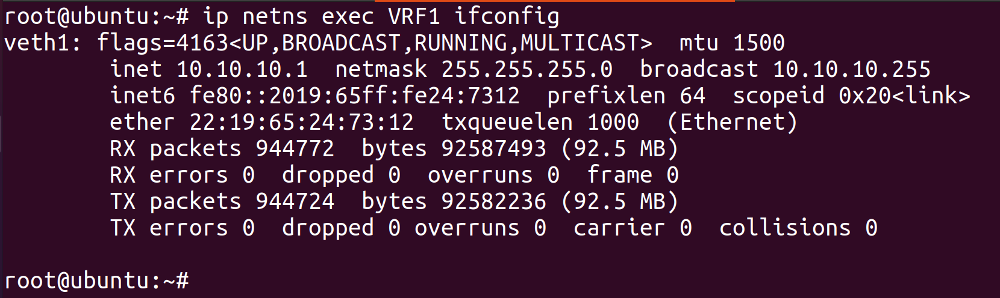 root@ubuntu:~# ip netns exec VRF1 ifconfig
veth1: flags=4163<UP,BROADCAST,RUNNING,MULTICAST>  mtu 1500
        inet 10.10.10.1  netmask 255.255.255.0  broadcast 10.10.10.255
        inet6 fe80::2019:65ff:fe24:7312  prefixlen 64  scopeid 0x20<link>
        ether 22:19:65:24:73:12  txqueuelen 1000  (Ethernet)
        RX packets 944772  bytes 92587493 (92.5 MB)
        RX errors 0  dropped 0  overruns 0  frame 0
        TX packets 944724  bytes 92582236 (92.5 MB)
        TX errors 0  dropped 0 overruns 0  carrier 0  collisions 0
root@ubuntu:~#